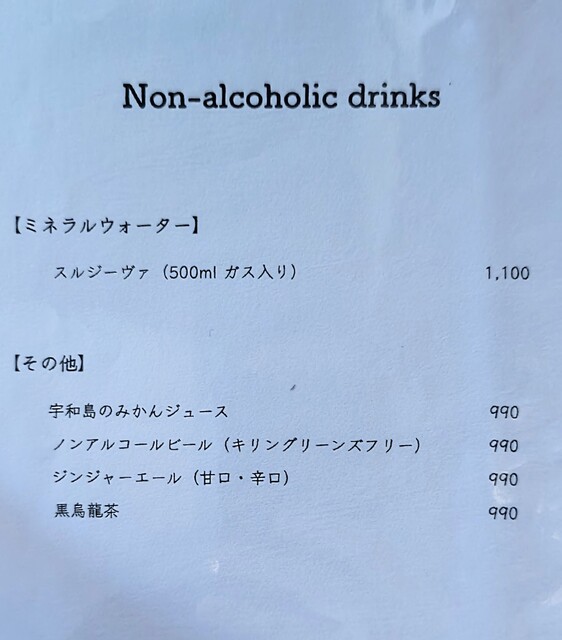 Non-alcoholic drinks
【ミネラルウォーター】
スルジーヴァ（500ml ガス入り） 1,100
【その他】
宇和島のみかんジュース 990
ノンアルコールビール（キリングリーンズフリー） 990
ジンジャーエール（甘口・辛口） 990
黒烏龍茶 990